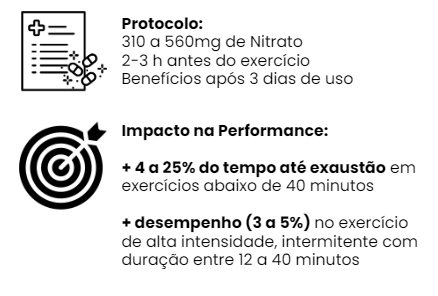 Protocolo:
310 a 560mg de Nitrato
2-3 h antes do exercício
Benefícios após 3 dias de uso
Impacto na Performance:
+ 4 a 25% do tempo até exaustão em
exercícios abaixo de 40 minutos
+ desempenho (3 a 5%) no exercício
de alta intensidade, intermitente com
duração entre 12 a 40 minutos